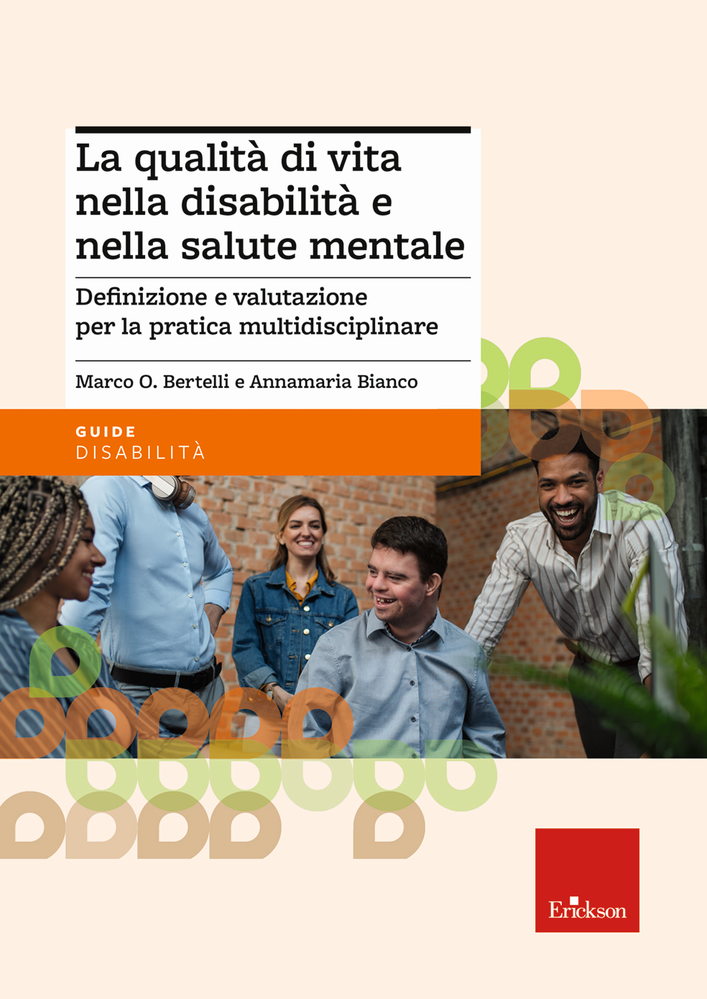 La qualità di vita
nella disabilità e
nella salute mentale
Definizione e valutazione
per la pratica multidisciplinare
Marco O. Bertelli e Annamaria Bianco
GUIDE
DISABILITÀ
Erickson